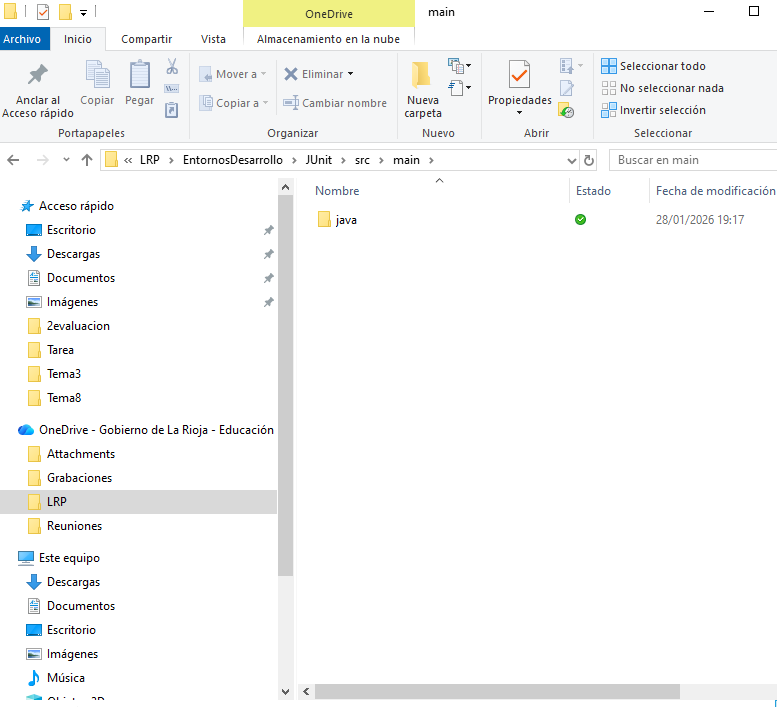 OneDrive main
Archivo Inicio Compartir Vista Almacenamiento en la nube
Anclar al Acceso rápido
Copiar
Pegar
Mover a
Copiar a
Eliminar
Cambiar nombre
Nueva carpeta
Propiedades
Seleccionar todo
No seleccionar nada
Invertir selección
Portapapeles Organizar Nuevo Abrir Seleccionar
« LRP > EntornosDesarrollo > JUnit > src > main > Buscar en main
Nombre Estado Fecha de modificación
java 28/01/2026 19:17
Acceso rápido
Escritorio
Descargas
Documentos
Imágenes
2evaluacion
Tarea
Tema3
Tema8
OneDrive - Gobierno de La Rioja - Educación
Attachments
Grabaciones
LRP
Reuniones
Este equipo
Descargas
Documentos
Escritorio
Imágenes
Música